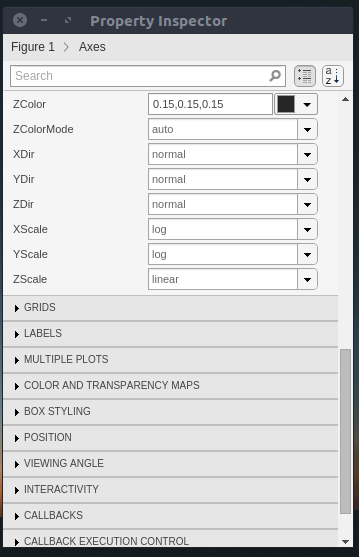 Property Inspector
Figure 1 > Axes
Search
a z
ZColor 0.15,0.15,0.15
ZColorMode auto
XDir normal
YDir normal
ZDir normal
XScale log
YScale log
ZScale linear
GRIDS
LABELS
MULTIPLE PLOTS
COLOR AND TRANSPARENCY MAPS
BOX STYLING
POSITION
VIEWING ANGLE
INTERACTIVITY
CALLBACKS
CALLBACK EXECUTION CONTROL